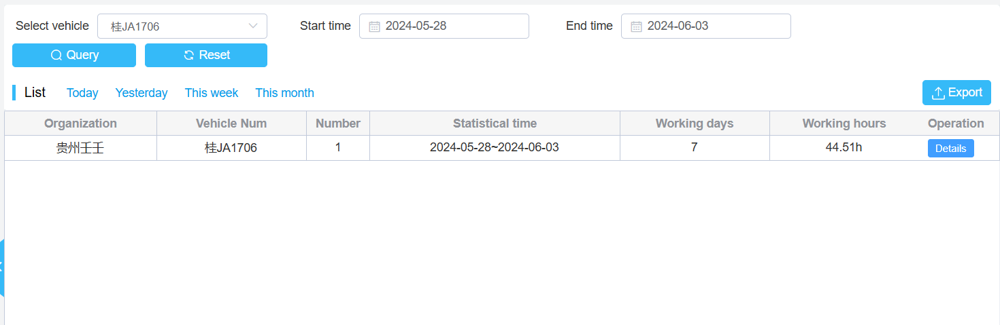 Select vehicle 桂JA1706 Start time 2024-05-28 End time 2024-06-03
Query Reset
List Today Yesterday This week This month Export
Organization Vehicle Num Number Statistical time Working days Working hours Operation
贵州壬壬 桂JA1706 1 2024-05-28~2024-06-03 7 44.51h Details